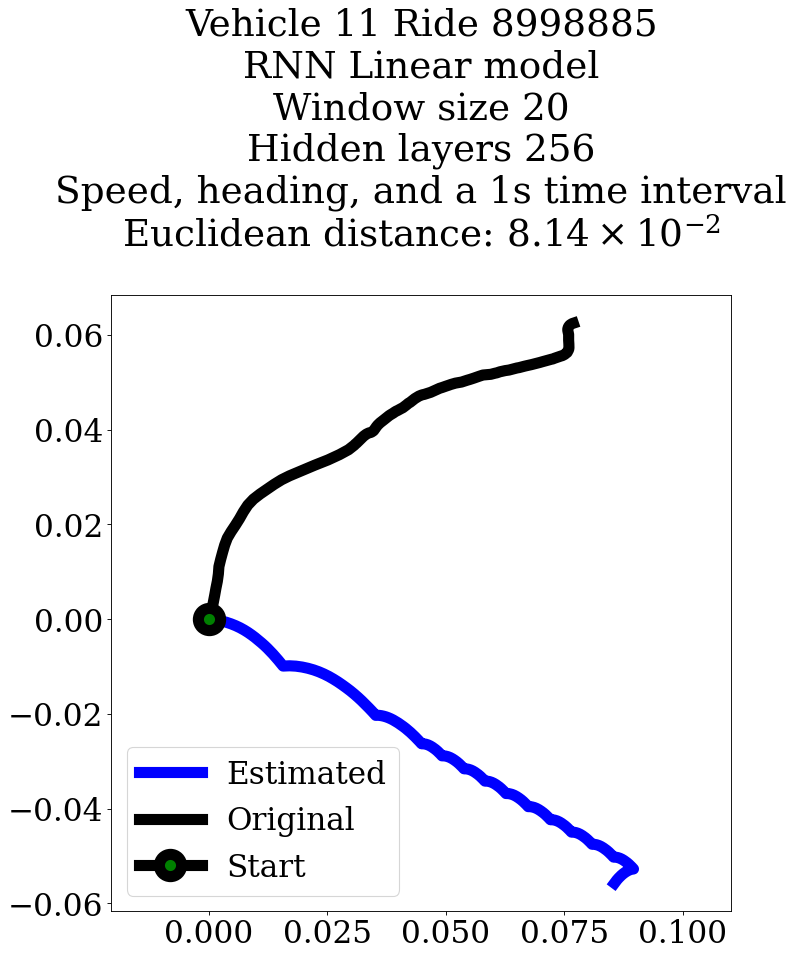 Vehicle 11 Ride 8998885
RNN Linear model
Window size 20
Hidden layers 256
Speed, heading, and a 1s time interval
Euclidean distance: 8.14 × 10⁻²
0.06
0.04
0.02
0.00
−0.02
−0.04
−0.06
Estimated
Original
Start
0.000 0.025 0.050 0.075 0.100